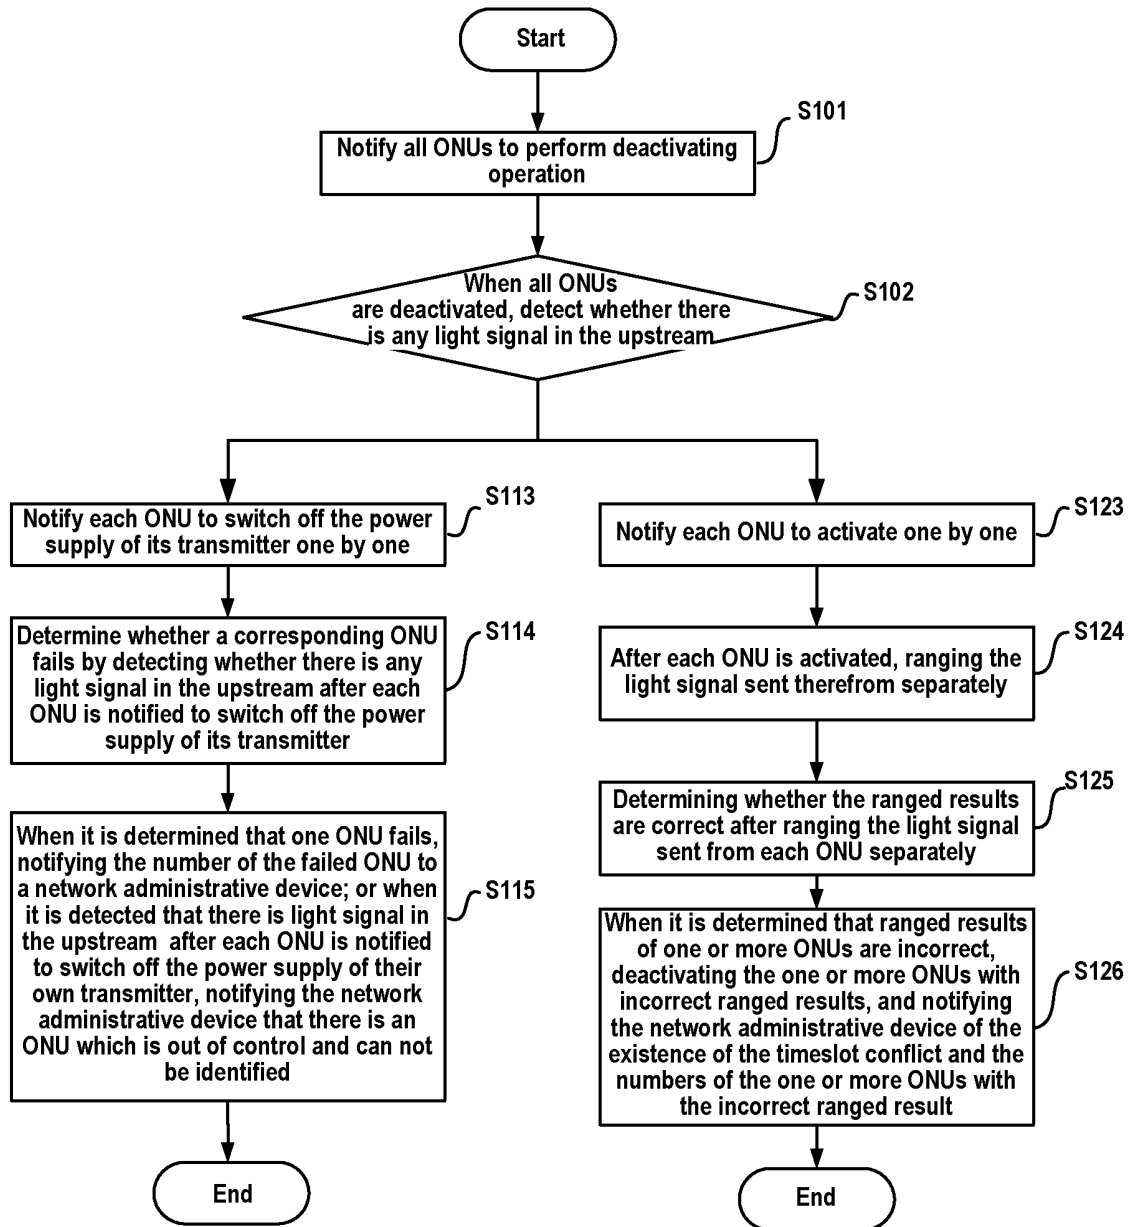 Start
S101
Notify all ONUs to perform deactivating
operation
When all ONUs
are deactivated, detect whether there
is any light signal in the upstream
S102
S113
Notify each ONU to switch off the power
supply of its transmitter one by one
Determine whether a corresponding ONU
fails by detecting whether there is any
light signal in the upstream after each
ONU is notified to switch off the power
supply of its transmitter
S114
When it is determined that one ONU fails,
notifying the number of the failed ONU to
a network administrative device; or when
it is detected that there is light signal in
the upstream after each ONU is notified
to switch off the power supply of their
own transmitter, notifying the network
administrative device that there is an
ONU which is out of control and can not
be identified
S115
End
S123
Notify each ONU to activate one by one
S124
After each ONU is activated, ranging the
light signal sent therefrom separately
S125
Determining whether the ranged results
are correct after ranging the light signal
sent from each ONU separately
When it is determined that ranged results
of one or more ONUs are incorrect,
deactivating the one or more ONUs with
incorrect ranged results, and notifying
the network administrative device of the
existence of the timeslot conflict and the
numbers of the one or more ONUs with
the incorrect ranged result
S126
End